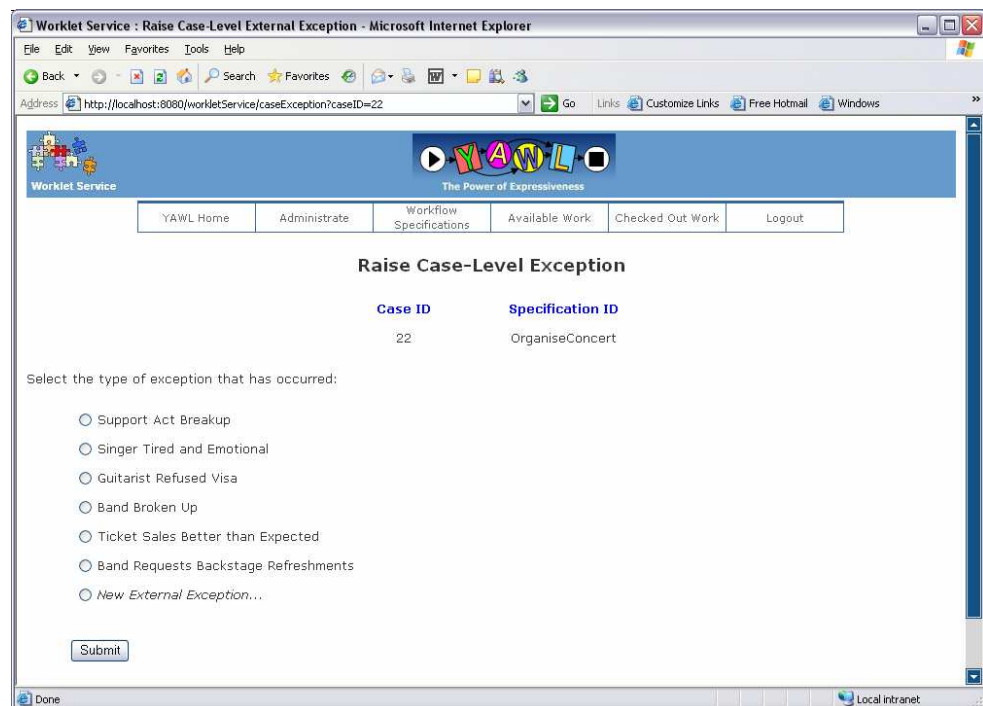 Worklet Service : Raise Case-Level External Exception - Microsoft Internet Explorer
File Edit View Favorites Tools Help
Back Search Favorites
Address http://localhost:8080/workletService/caseException?caseID=22 Go Links Customize Links Free Hotmail Windows »
YAWL
Worklet Service The Power of Expressiveness
YAWL Home Administrate Workflow Specifications Available Work Checked Out Work Logout
Raise Case-Level Exception
Case ID Specification ID
22 OrganiseConcert
Select the type of exception that has occurred:
Support Act Breakup
Singer Tired and Emotional
Guitarist Refused Visa
Band Broken Up
Ticket Sales Better than Expected
Band Requests Backstage Refreshments
New External Exception...
Submit
Done Local intranet